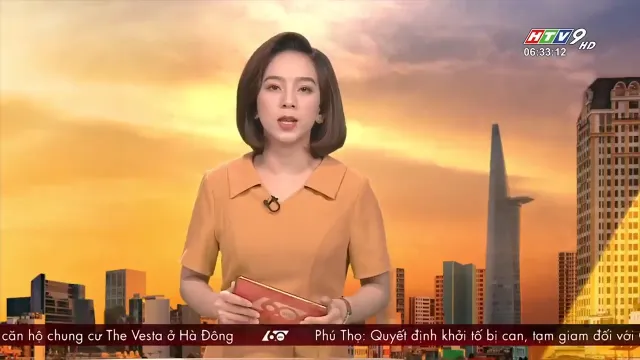 HTV9 HD
06:33:12
căn hộ chung cư The Vesta ở Hà Đông 60 Phú Thọ: Quyết định khởi tố bị can, tạm giam đối với